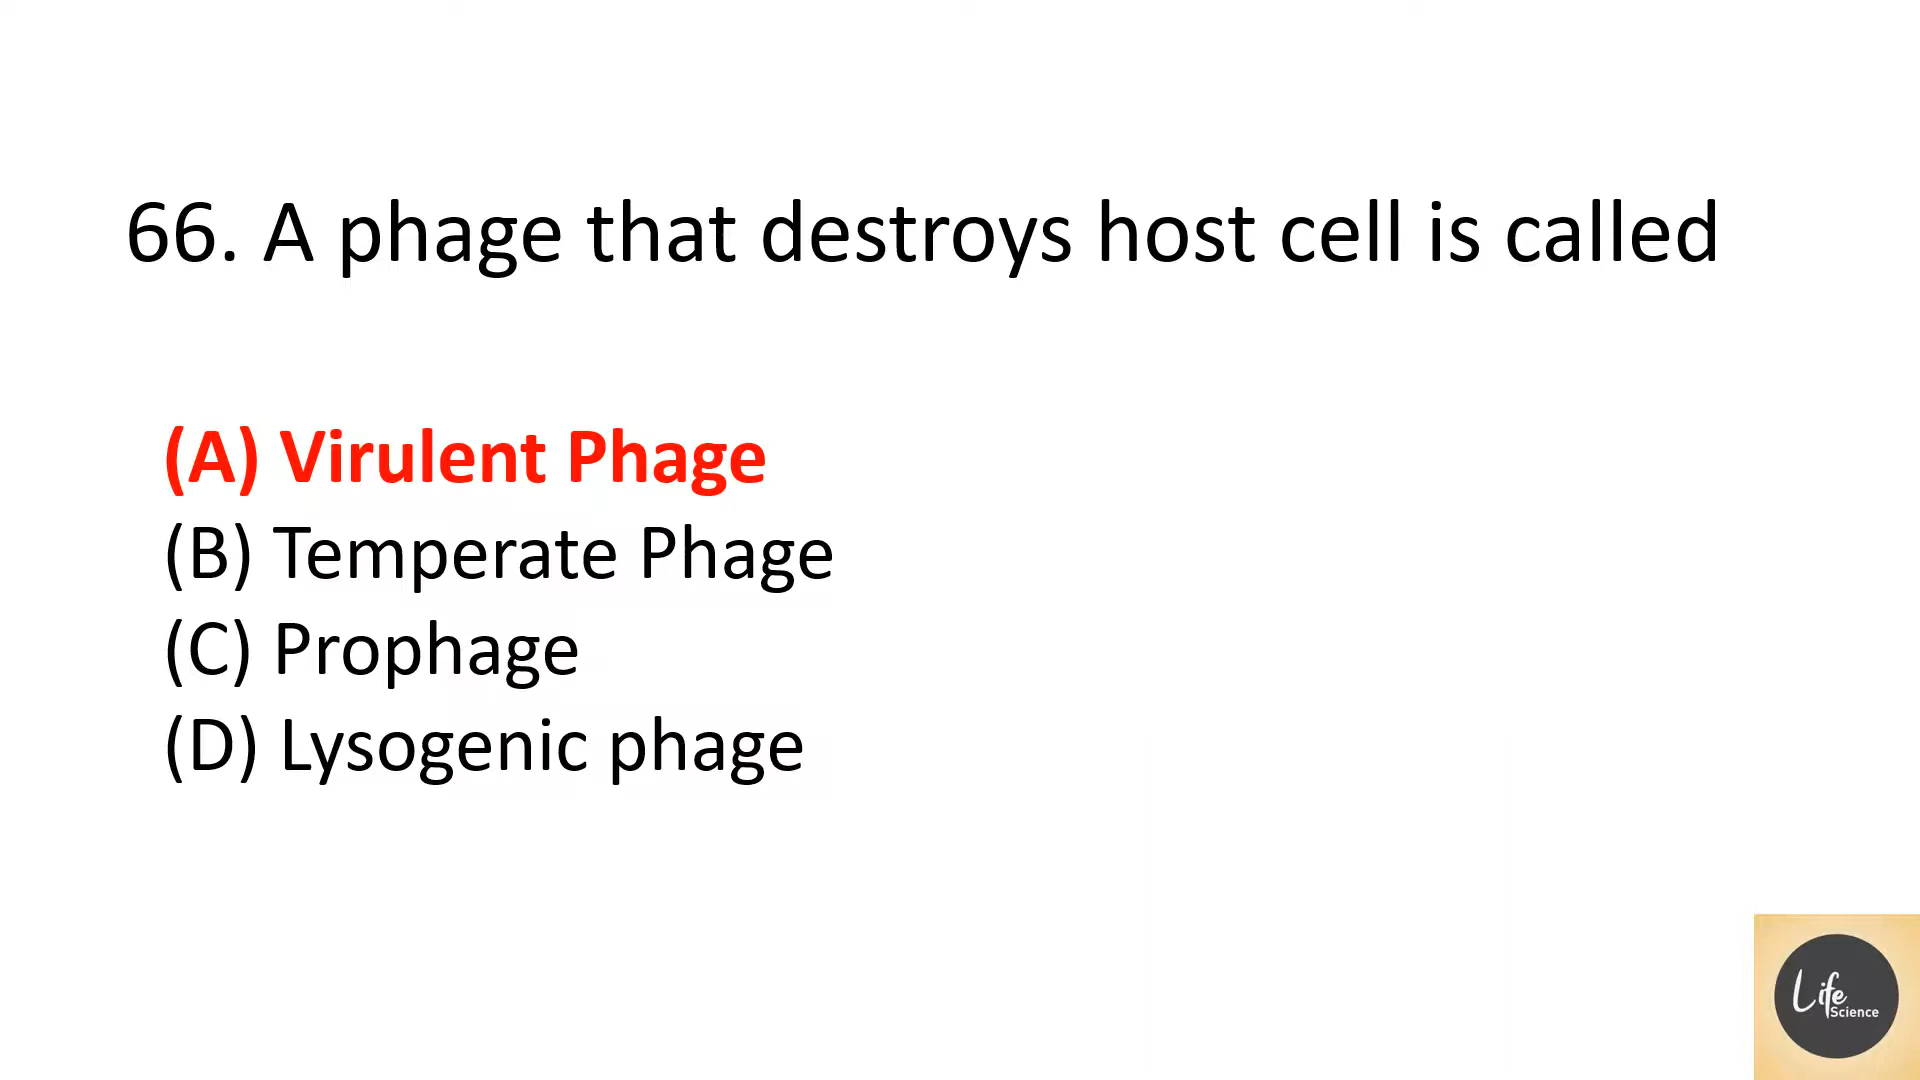 66. A phage that destroys host cell is called
(A) Virulent Phage
(B) Temperate Phage
(C) Prophage
(D) Lysogenic phage
Life
Science